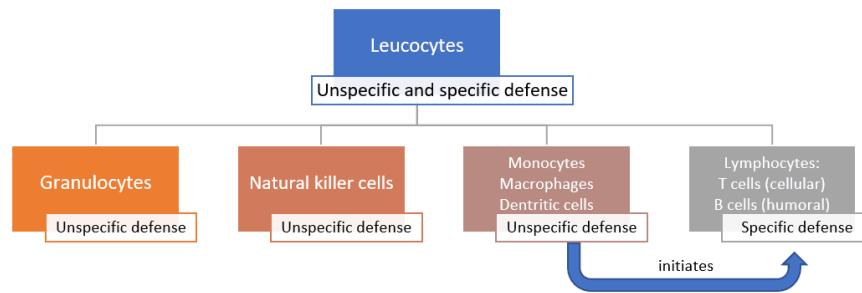 Leucocytes
Unspecific and specific defense
Granulocytes
Unspecific defense
Natural killer cells
Unspecific defense
Monocytes
Macrophages
Dentritic cells
Unspecific defense
Lymphocytes:
T cells (cellular)
B cells (humoral)
Specific defense
initiates